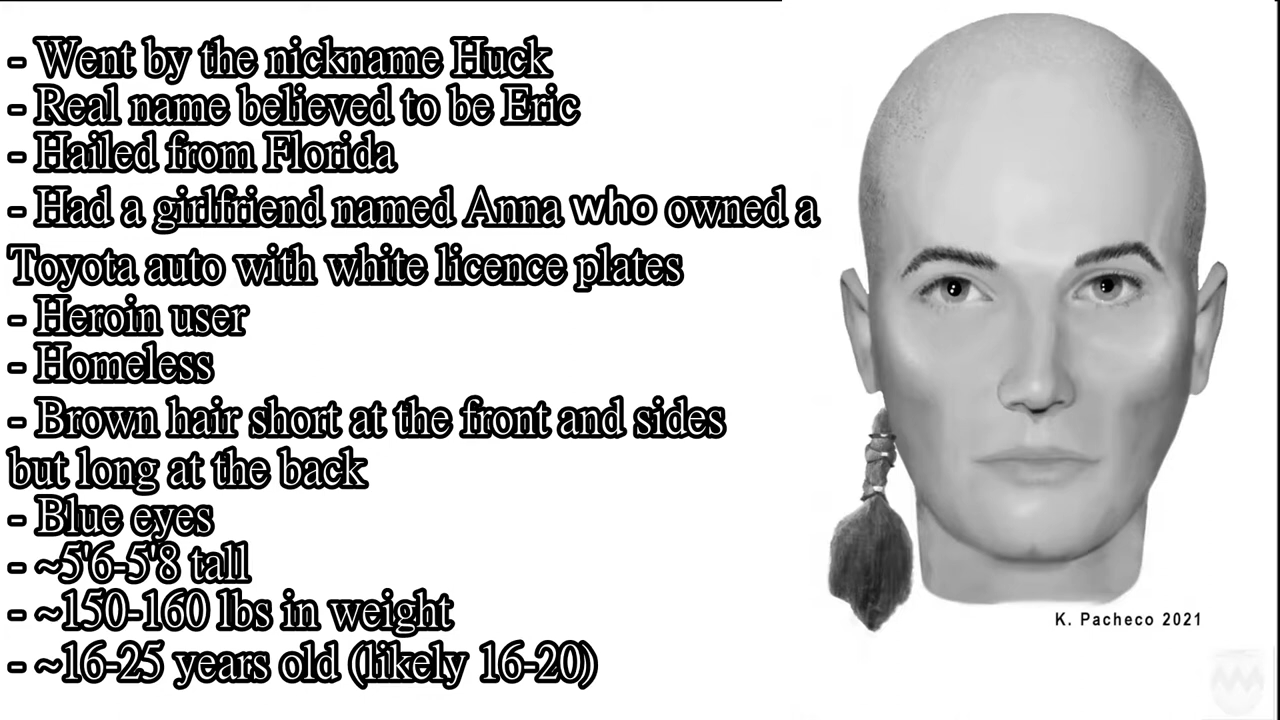 - Went by the nickname Huck
- Real name believed to be Eric
- Hailed from Florida
- Had a girlfriend named Anna who owned a
Toyota auto with white licence plates
- Heroin user
- Homeless
- Brown hair short at the front and sides
but long at the back
- Blue eyes
- ~5'6-5'8 tall
- ~150-160 lbs in weight
- ~16-25 years old (likely 16-20)
K. Pacheco 2021